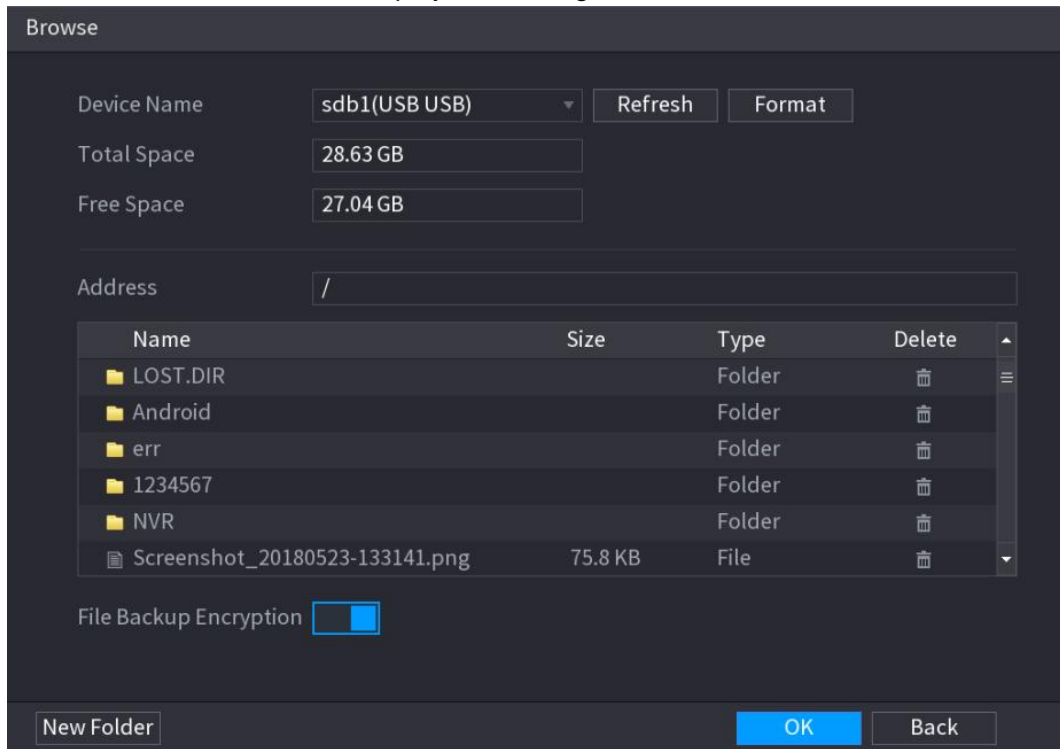 Browse
Device Name sdb1(USB USB) Refresh Format
Total Space 28.63 GB
Free Space 27.04 GB
Address /
Name Size Type Delete
LOST.DIR Folder
Android Folder
err Folder
1234567 Folder
NVR Folder
Screenshot_20180523-133141.png 75.8 KB File
File Backup Encryption
New Folder OK Back